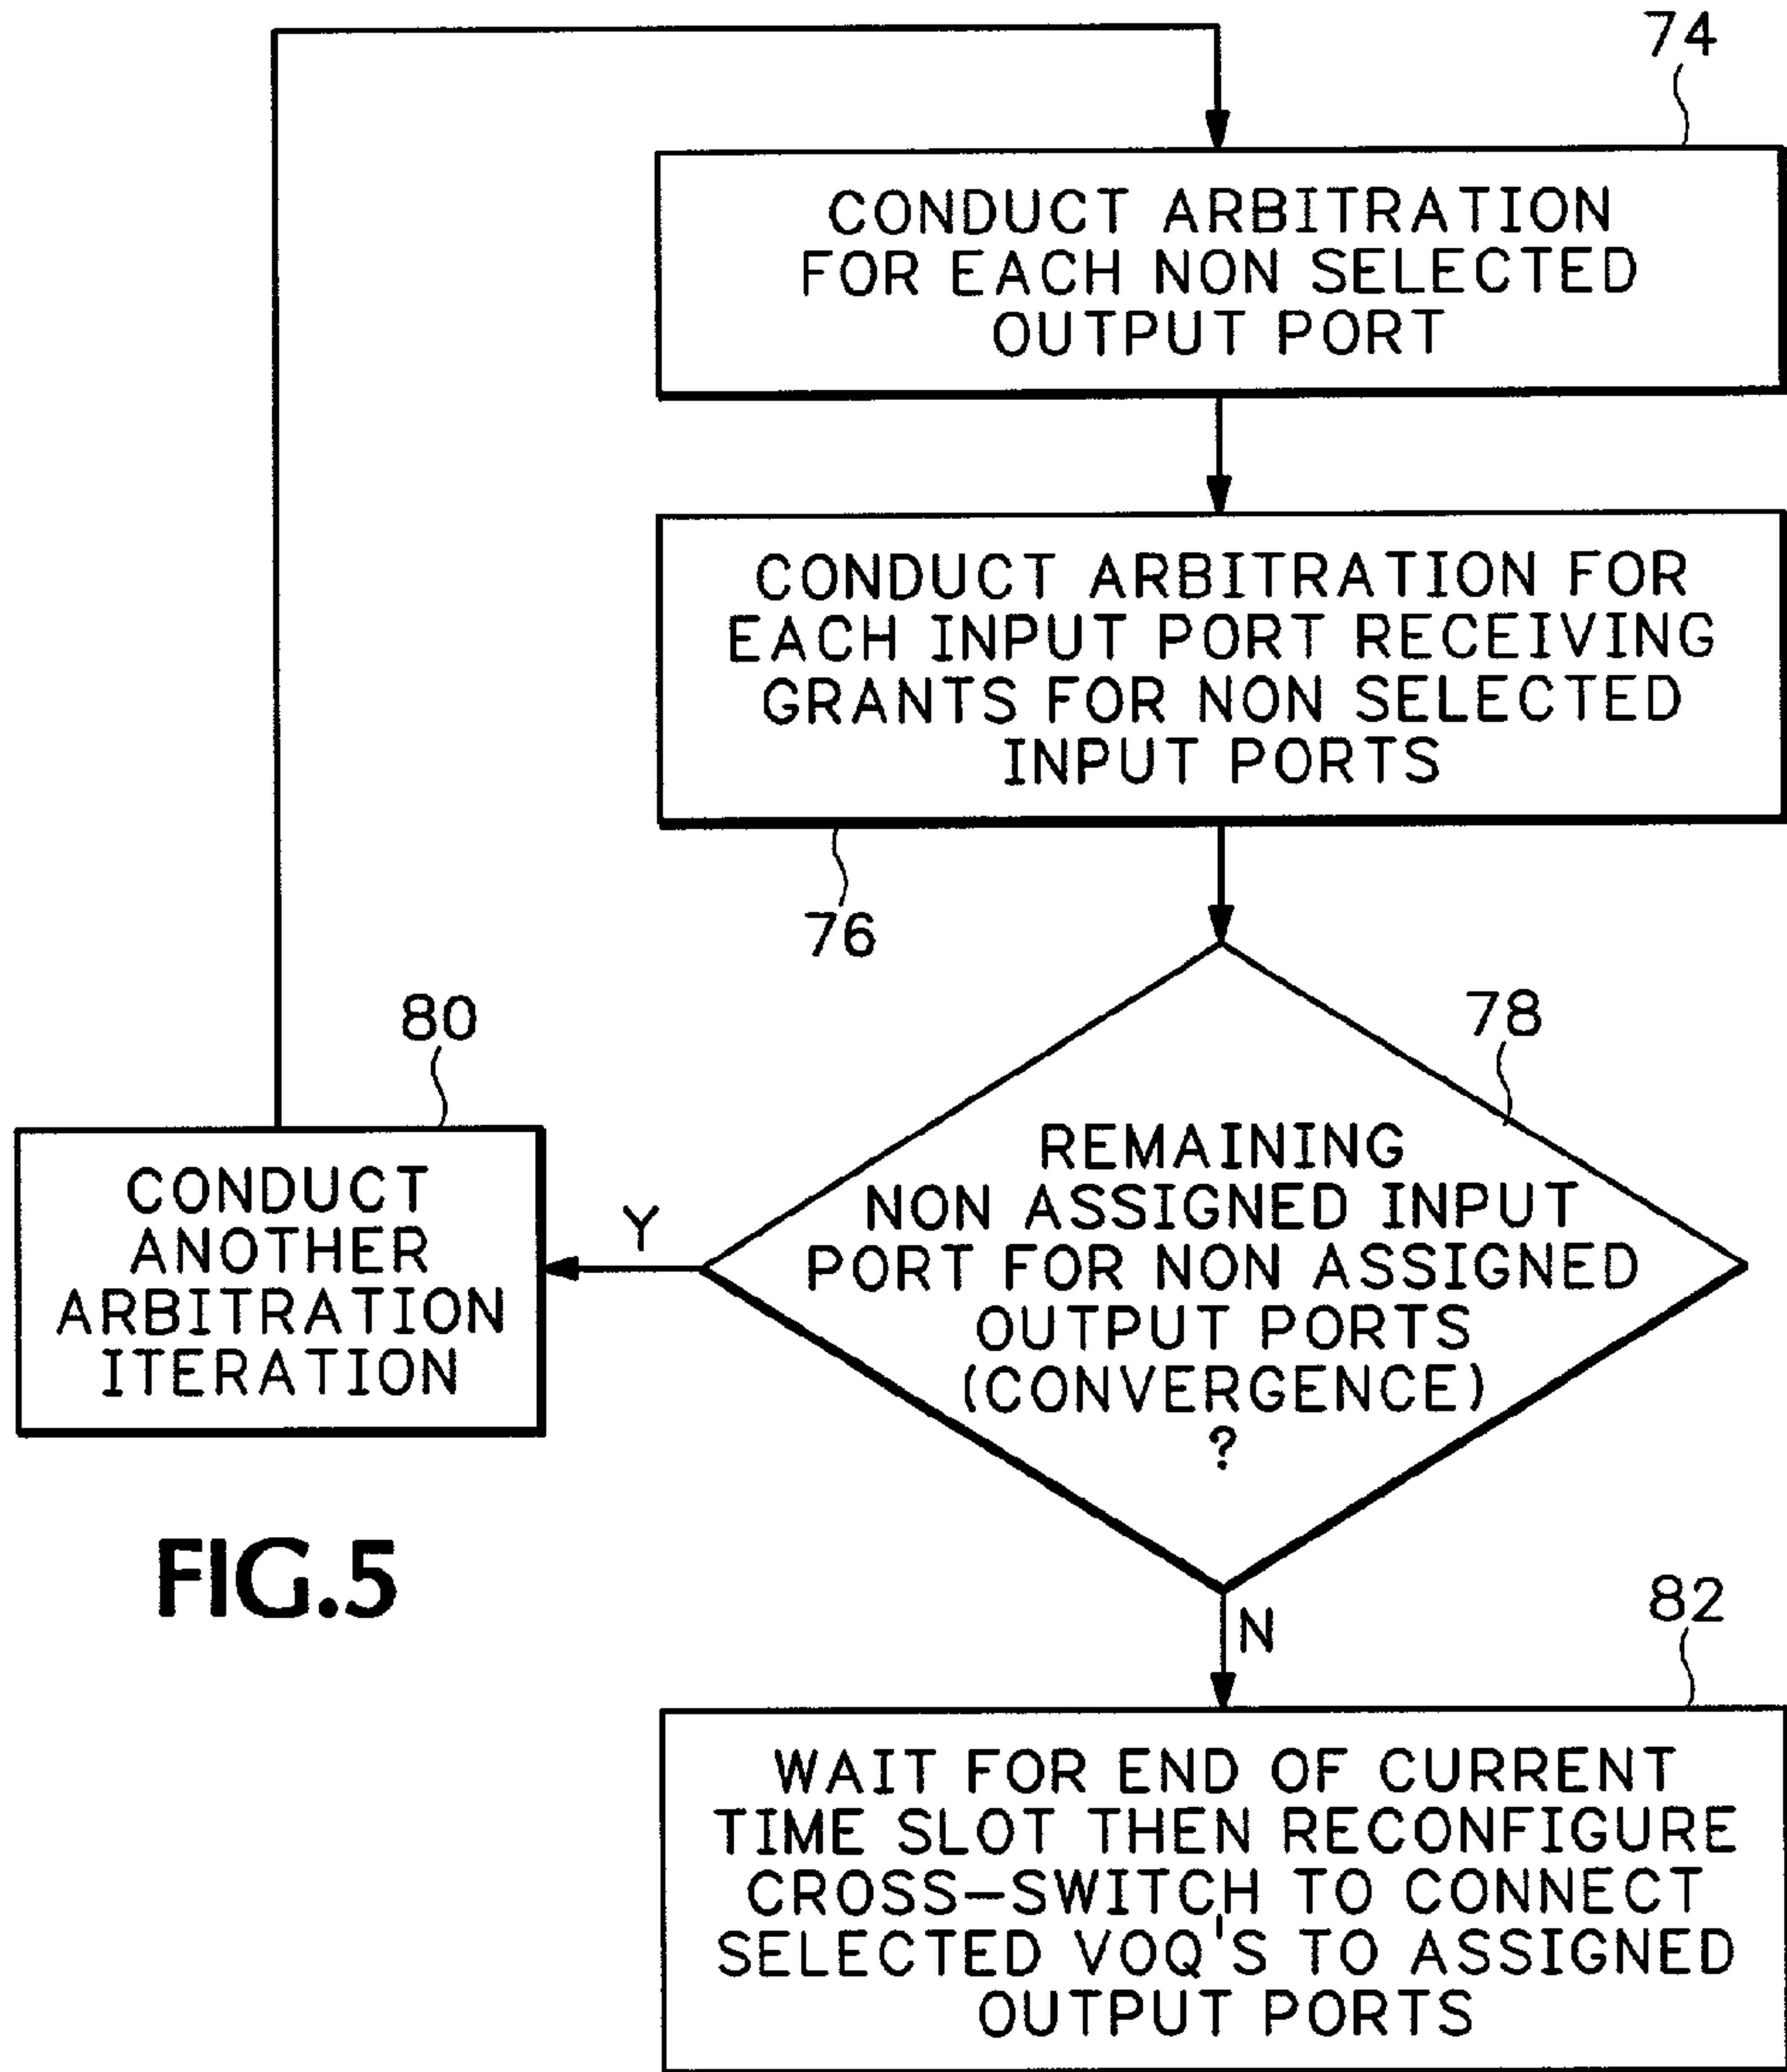 74
CONDUCT ARBITRATION
FOR EACH NON SELECTED
OUTPUT PORT
CONDUCT ARBITRATION FOR
EACH INPUT PORT RECEIVING
GRANTS FOR NON SELECTED
INPUT PORTS
76
78
REMAINING
NON ASSIGNED INPUT
PORT FOR NON ASSIGNED
OUTPUT PORTS
(CONVERGENCE)
?
Y
80
CONDUCT
ANOTHER
ARBITRATION
ITERATION
N
82
WAIT FOR END OF CURRENT
TIME SLOT THEN RECONFIGURE
CROSS-SWITCH TO CONNECT
SELECTED VOQ'S TO ASSIGNED
OUTPUT PORTS
FIG.5